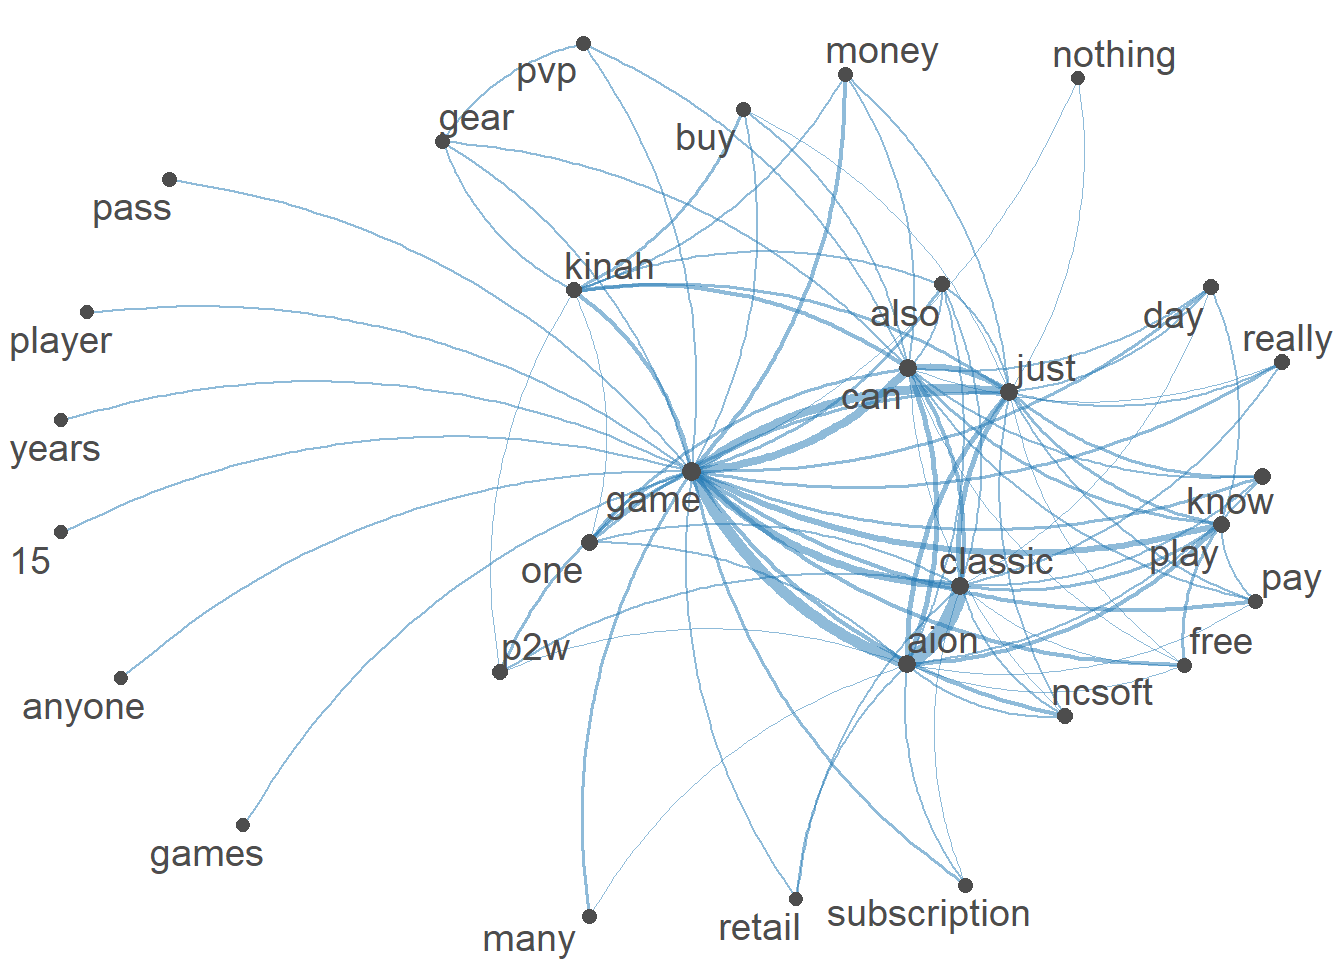 money
nothing
pvp
gear
buy
pass
kinah
also
day
player
really
just
can
years
game
know
15
one
classic
play
pay
p2w
aion
free
anyone
ncsoft
games
subscription
retail
many